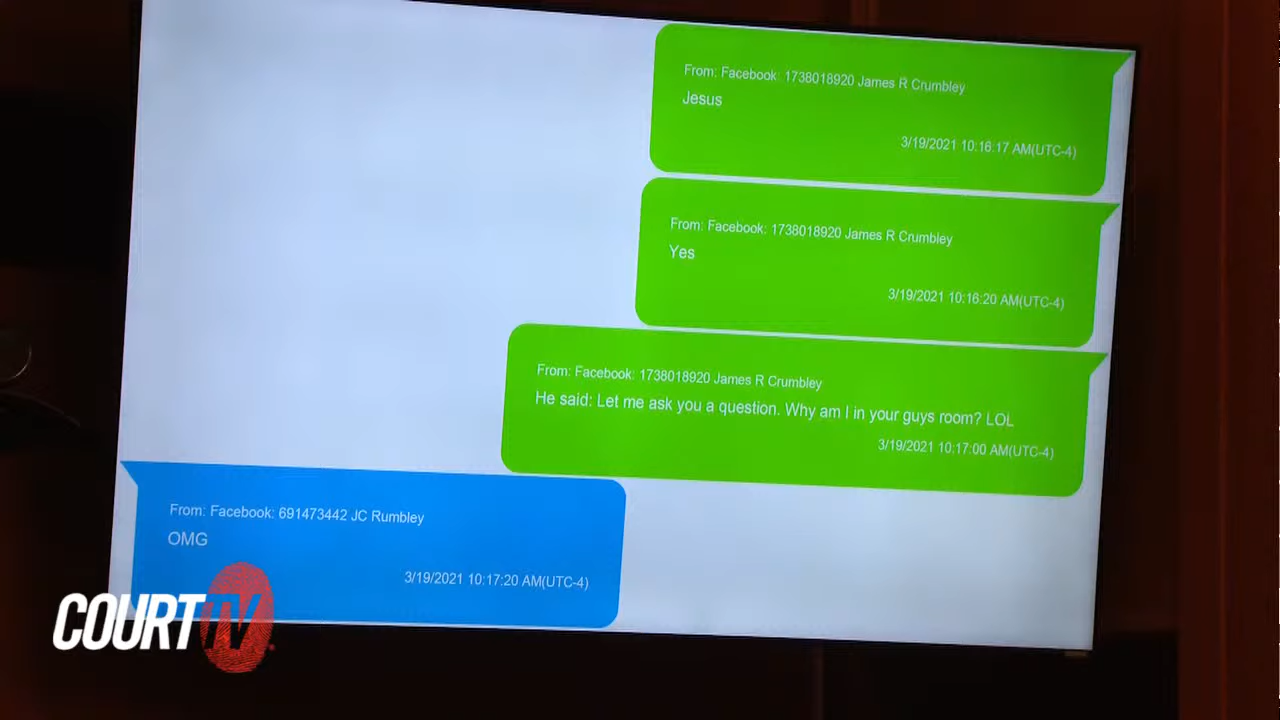 From: Facebook: 1738018920 James R Crumbley
Jesus
3/19/2021 10:16:17 AM(UTC-4)
From: Facebook: 1738018920 James R Crumbley
Yes
3/19/2021 10:16:20 AM(UTC-4)
From: Facebook: 1738018920 James R Crumbley
He said: Let me ask you a question. Why am I in your guys room? LOL
3/19/2021 10:17:00 AM(UTC-4)
From: Facebook: 691473442 JC Rumbley
OMG
3/19/2021 10:17:20 AM(UTC-4)
COURT TV